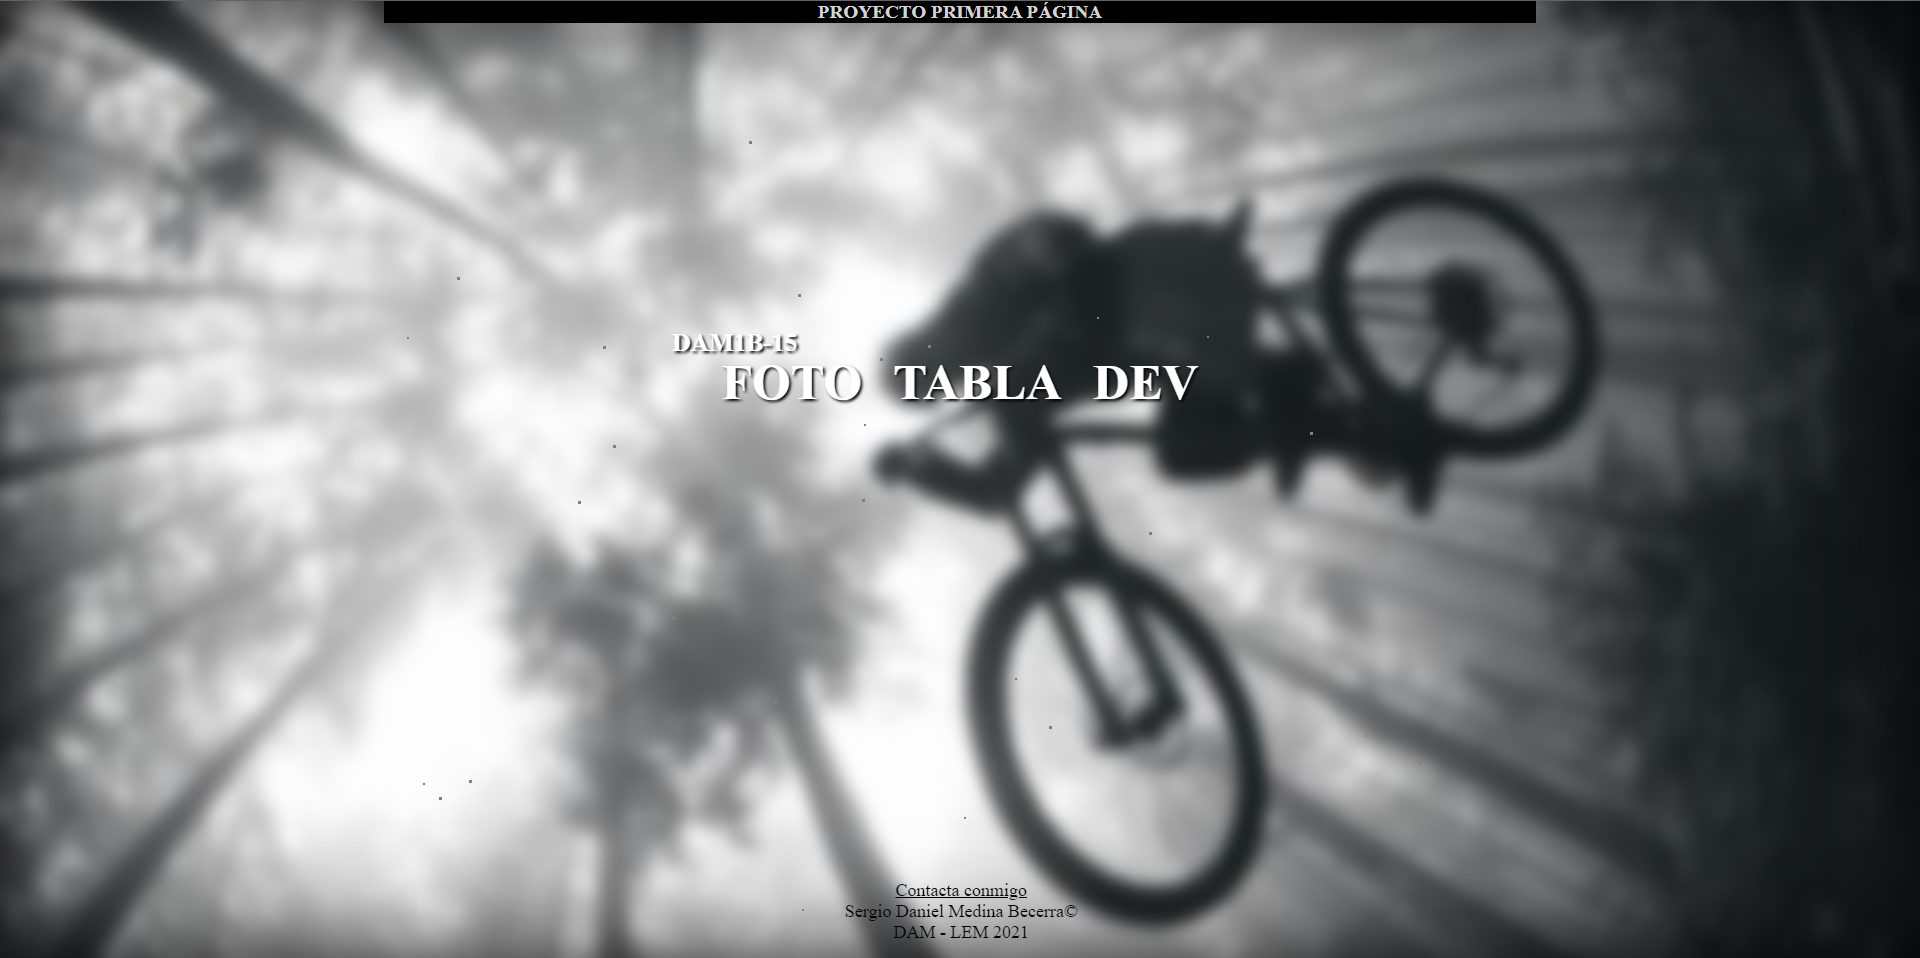 PROYECTO PRIMERA PÁGINA
DAM1B-15
FOTO TABLA DEV
Contacta conmigo
Sergio Daniel Medina Becerra©
DAM - LEM 2021